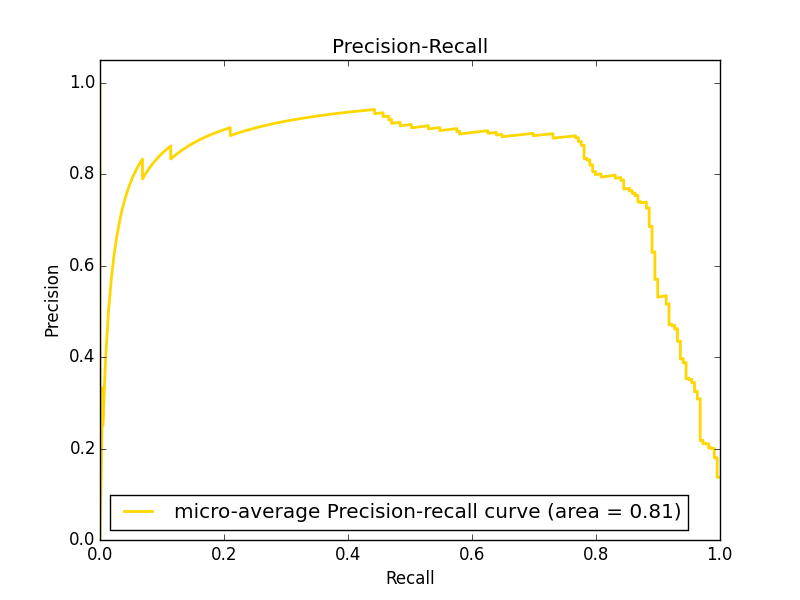 Precision-Recall
1.0
0.8
0.6
0.4
0.2
0.0
Precision
micro-average Precision-recall curve (area = 0.81)
0.0 0.2 0.4 0.6 0.8 1.0
Recall